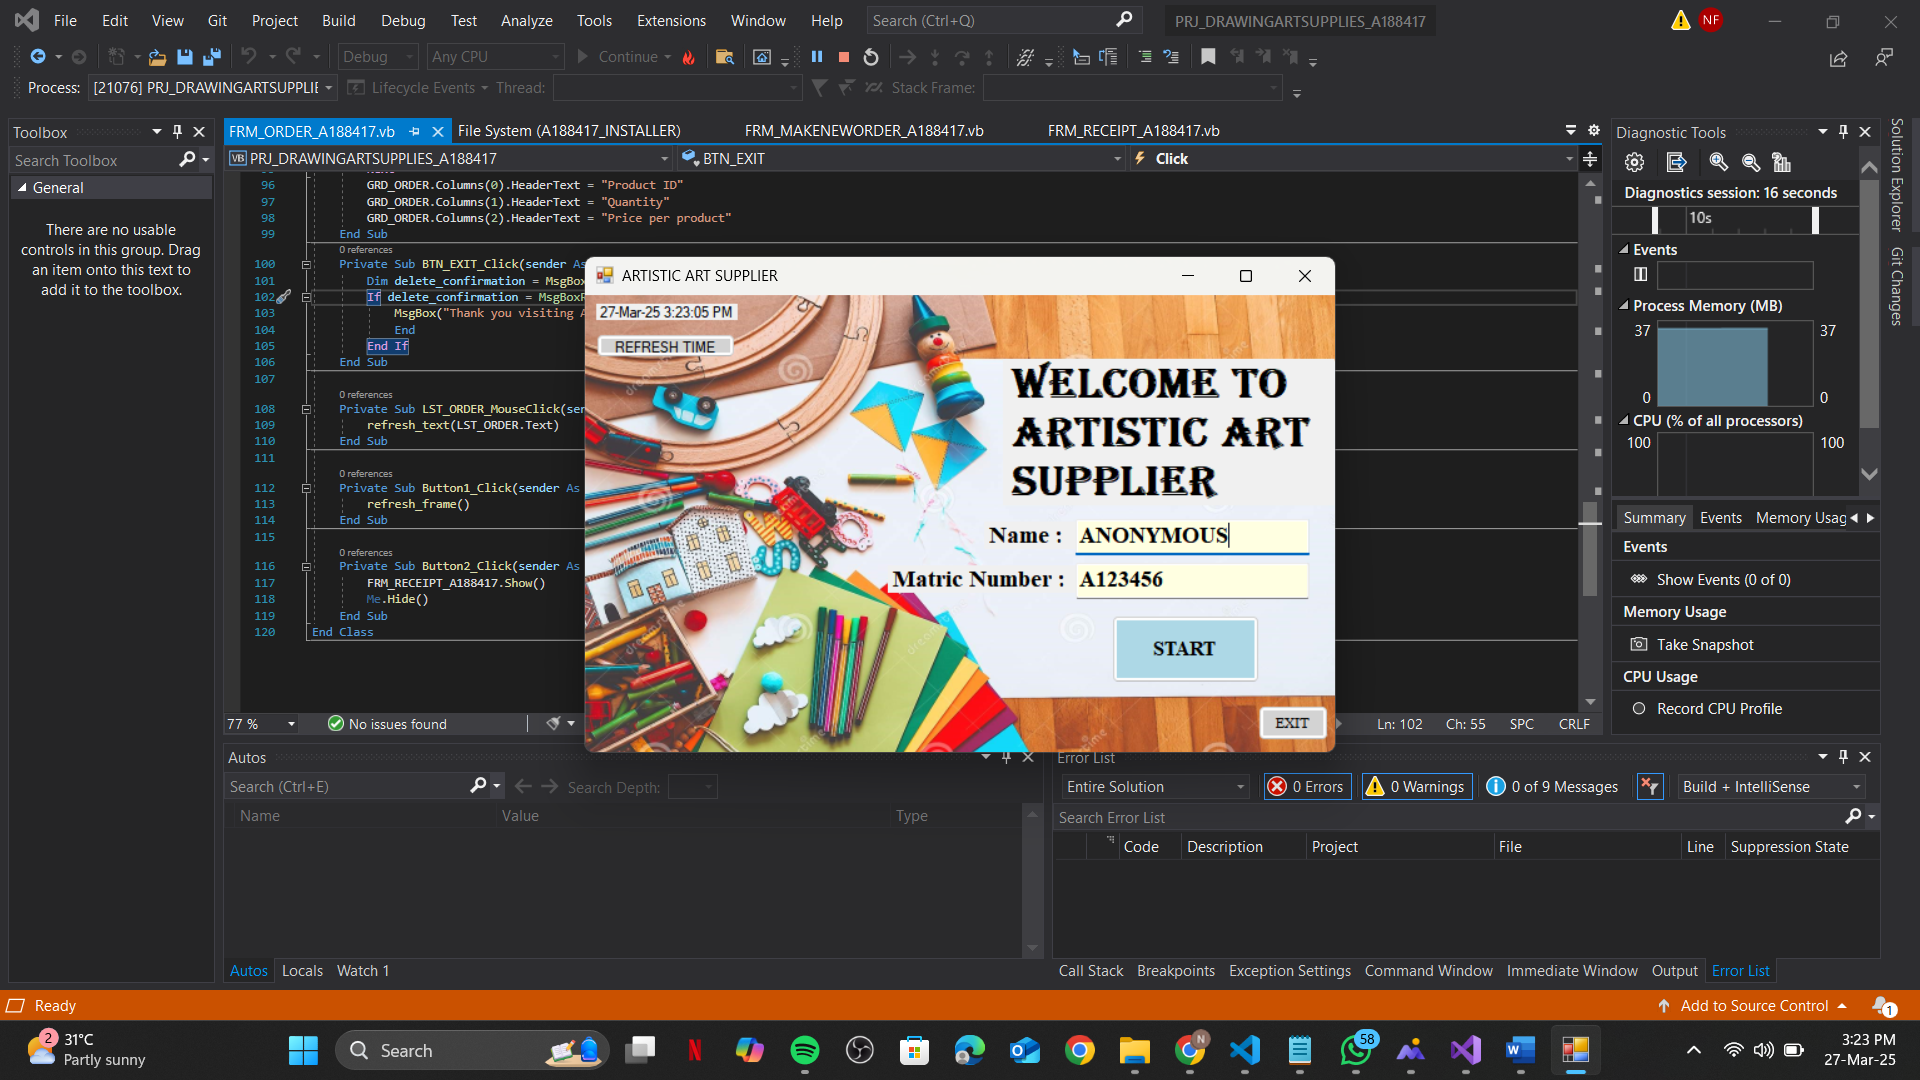 File Edit View Git Project Build Debug Test Analyze Tools Extensions Window Help Search (Ctrl+Q) PRJ_DRAWINGARTSUPPLIES_A188417 NF
Debug Any CPU Continue
Process: [21076] PRJ_DRAWINGARTSUPPLIE Lifecycle Events Thread: Stack Frame:
Toolbox
Search Toolbox
General
There are no usable
controls in this group. Drag
an item onto this text to
add it to the toolbox.
FRM_ORDER_A188417.vb File System (A188417_INSTALLER) FRM_MAKENEWORDER_A188417.vb FRM_RECEIPT_A188417.vb
VB PRJ_DRAWINGARTSUPPLIES_A188417 BTN_EXIT Click
96 GRD_ORDER.Columns(0).HeaderText = "Product ID"
97 GRD_ORDER.Columns(1).HeaderText = "Quantity"
98 GRD_ORDER.Columns(2).HeaderText = "Price per product"
99 End Sub
0 references
100 Private Sub BTN_EXIT_Click(sender As
101 Dim delete_confirmation = MsgBox
102 If delete_confirmation = MsgBoxR
103 MsgBox("Thank you visiting A
104 End
105 End If
106 End Sub
107
0 references
108 Private Sub LST_ORDER_MouseClick(sen
109 refresh_text(LST_ORDER.Text)
110 End Sub
111
0 references
112 Private Sub Button1_Click(sender As
113 refresh_frame()
114 End Sub
115
0 references
116 Private Sub Button2_Click(sender As
117 FRM_RECEIPT_A188417.Show()
118 Me.Hide()
119 End Sub
120 End Class
77 % No issues found Ln: 102 Ch: 55 SPC CRLF
ARTISTIC ART SUPPLIER
27-Mar-25 3:23:05 PM
REFRESH TIME
WELCOME TO
ARTISTIC ART
SUPPLIER
Name : ANONYMOUS
Matric Number : A123456
START
EXIT
dreamstime
Diagnostic Tools
Diagnostics session: 16 seconds
10s
Events
Process Memory (MB)
37 37
0 0
CPU (% of all processors)
100 100
Summary Events Memory Usag
Events
Show Events (0 of 0)
Memory Usage
Take Snapshot
CPU Usage
Record CPU Profile
Solution Explorer
Git Changes
Autos
Search (Ctrl+E) Search Depth:
Name Value Type
Autos Locals Watch 1
Error List
Entire Solution 0 Errors 0 Warnings 0 of 9 Messages Build + IntelliSense
Search Error List
Code Description Project File Line Suppression State
Call Stack Breakpoints Exception Settings Command Window Immediate Window Output Error List
Ready Add to Source Control 1
2 31°C
Partly sunny
Search
N
58
3:23 PM
27-Mar-25